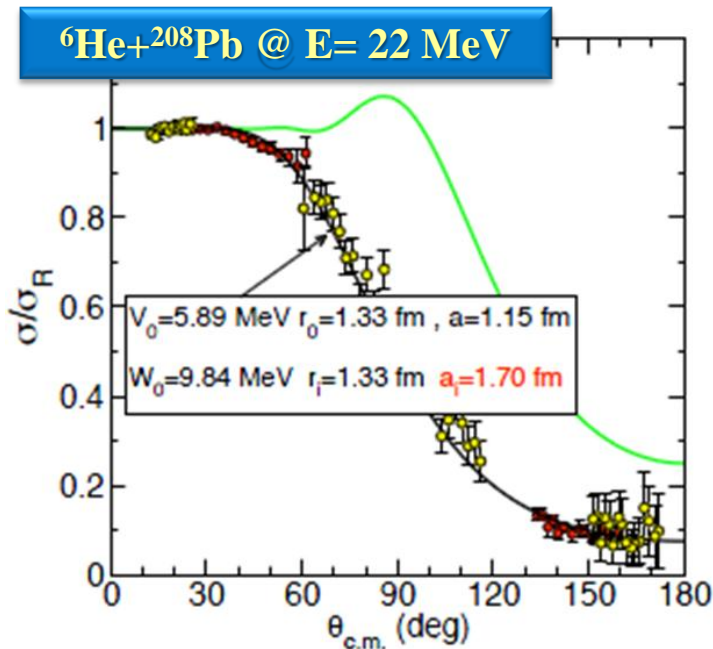 ⁶He+²⁰⁸Pb @ E= 22 MeV
σ/σ_R
1
0.8
0.6
0.4
0.2
0
V₀=5.89 MeV r₀=1.33 fm , a=1.15 fm
W₀=9.84 MeV rᵢ=1.33 fm aᵢ=1.70 fm
0 30 60 90 120 150 180
θ_c.m. (deg)